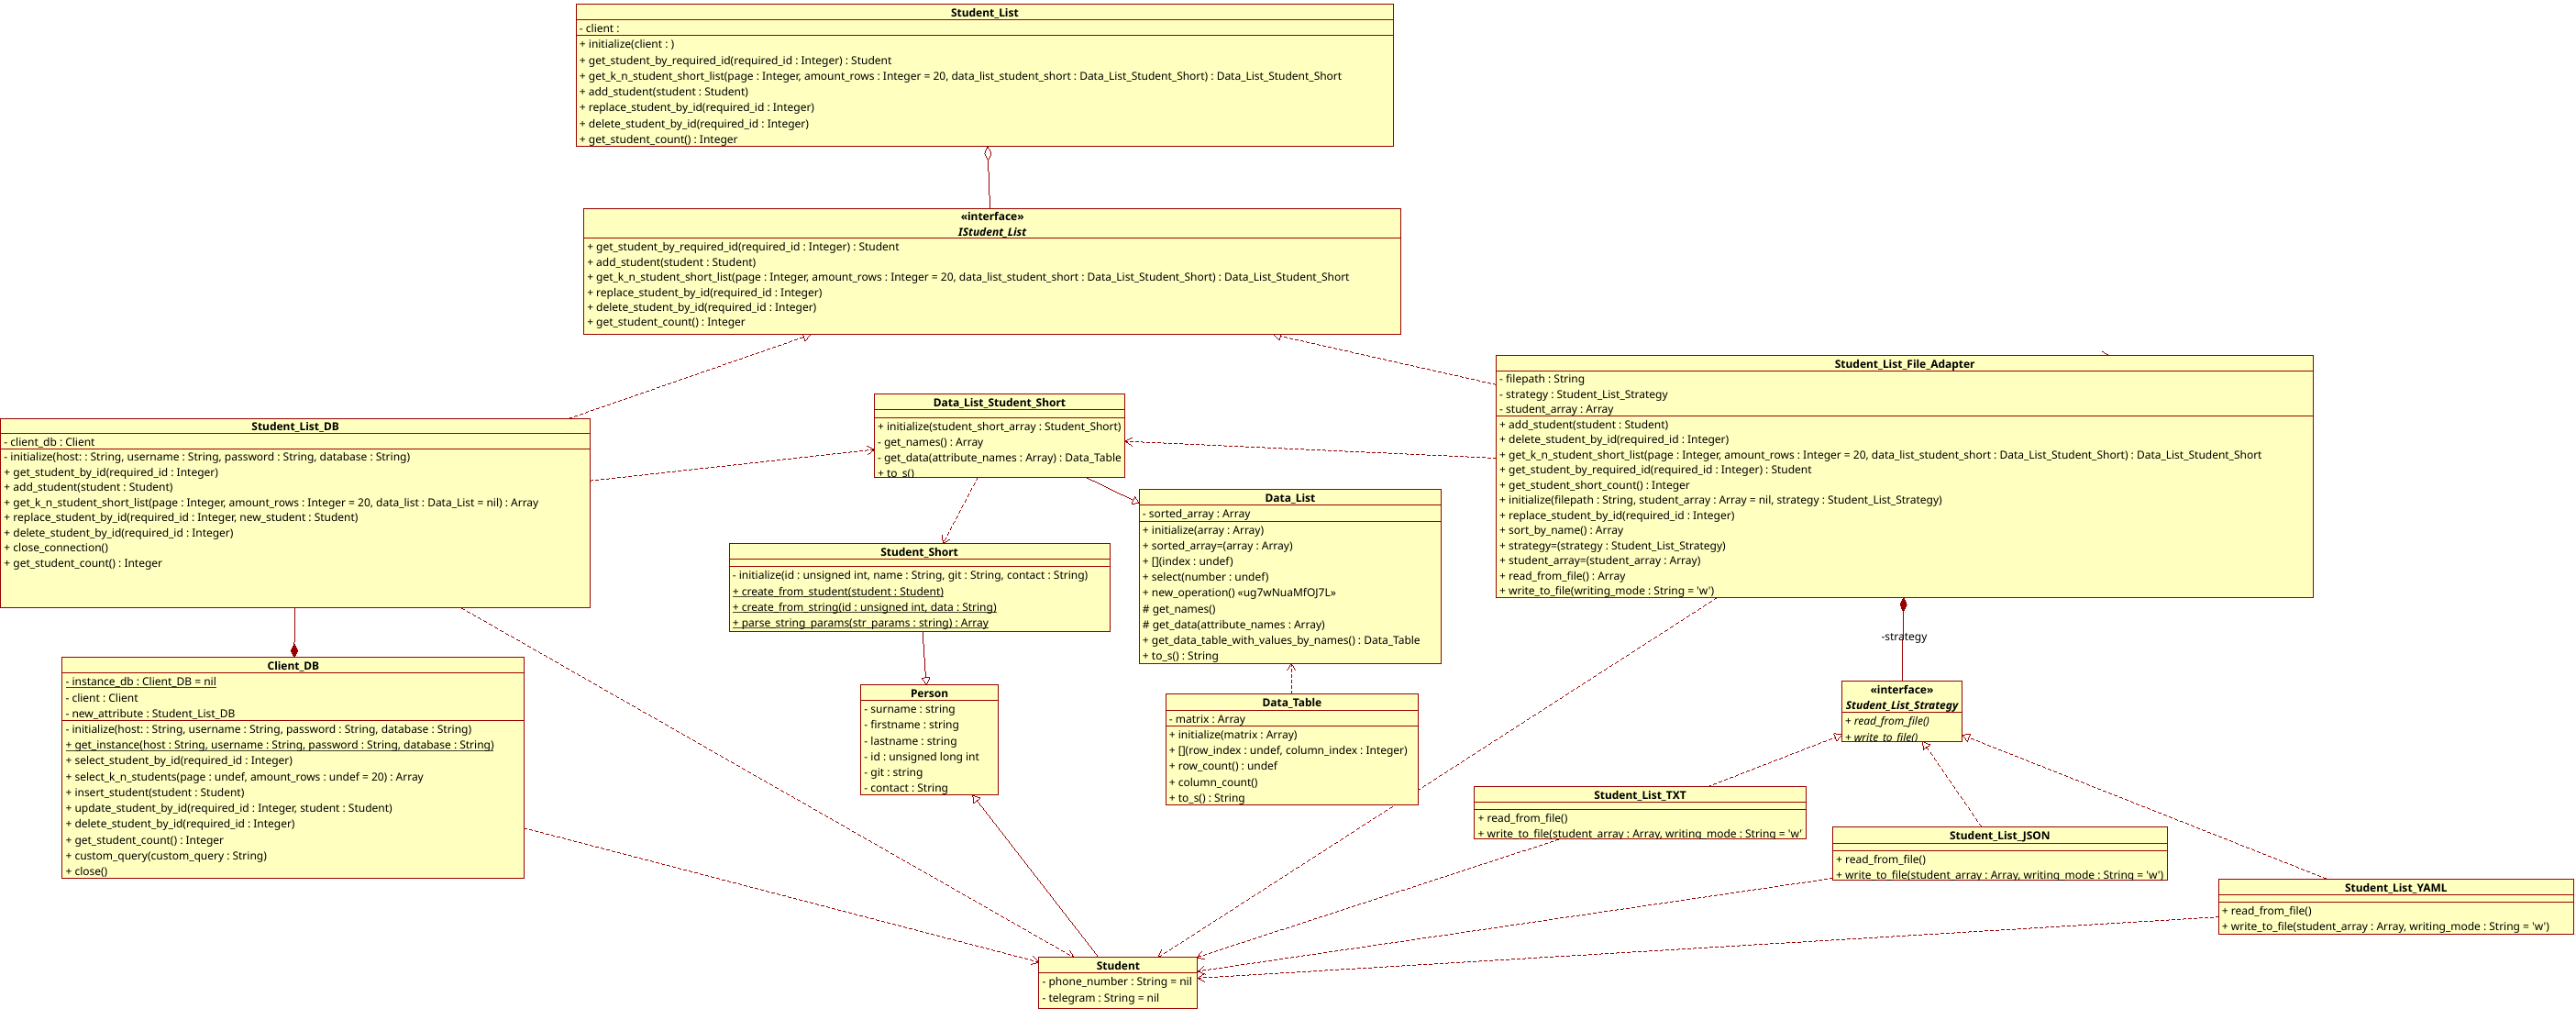 Student_List
- client :
+ initialize(client : )
+ get_student_by_required_id(required_id : Integer) : Student
+ get_k_n_student_short_list(page : Integer, amount_rows : Integer = 20, data_list_student_short : Data_List_Student_Short) : Data_List_Student_Short
+ add_student(student : Student)
+ replace_student_by_id(required_id : Integer)
+ delete_student_by_id(required_id : Integer)
+ get_student_count() : Integer
«interface»
IStudent_List
+ get_student_by_required_id(required_id : Integer) : Student
+ add_student(student : Student)
+ get_k_n_student_short_list(page : Integer, amount_rows : Integer = 20, data_list_student_short : Data_List_Student_Short) : Data_List_Student_Short
+ replace_student_by_id(required_id : Integer)
+ delete_student_by_id(required_id : Integer)
+ get_student_count() : Integer
Student_List_File_Adapter
- filepath : String
- strategy : Student_List_Strategy
- student_array : Array
+ add_student(student : Student)
+ delete_student_by_id(required_id : Integer)
+ get_k_n_student_short_list(page : Integer, amount_rows : Integer = 20, data_list_student_short : Data_List_Student_Short) : Data_List_Student_Short
+ get_student_by_required_id(required_id : Integer) : Student
+ get_student_short_count() : Integer
+ initialize(filepath : String, student_array : Array = nil, strategy : Student_List_Strategy)
+ replace_student_by_id(required_id : Integer)
+ sort_by_name() : Array
+ strategy=(strategy : Student_List_Strategy)
+ student_array=(student_array : Array)
+ read_from_file() : Array
+ write_to_file(writing_mode : String = 'w')
Data_List_Student_Short
+ initialize(student_short_array : Student_Short)
- get_names() : Array
- get_data(attribute_names : Array) : Data_Table
+ to_s()
Student_List_DB
- client_db : Client
- initialize(host: : String, username : String, password : String, database : String)
+ get_student_by_id(required_id : Integer)
+ add_student(student : Student)
+ get_k_n_student_short_list(page : Integer, amount_rows : Integer = 20, data_list : Data_List = nil) : Array
+ replace_student_by_id(required_id : Integer, new_student : Student)
+ delete_student_by_id(required_id : Integer)
+ close_connection()
+ get_student_count() : Integer
Data_List
- sorted_array : Array
+ initialize(array : Array)
+ sorted_array=(array : Array)
+ [](index : undef)
+ select(number : undef)
+ new_operation() «ug7wNuaMfOJ7L»
# get_names()
# get_data(attribute_names : Array)
+ get_data_table_with_values_by_names() : Data_Table
+ to_s() : String
Student_Short
- initialize(id : unsigned int, name : String, git : String, contact : String)
+ create_from_student(student : Student)
+ create_from_string(id : unsigned int, data : String)
+ parse_string_params(str_params : string) : Array
-strategy
Client_DB
- instance_db : Client_DB = nil
- client : Client
- new_attribute : Student_List_DB
- initialize(host: : String, username : String, password : String, database : String)
+ get_instance(host : String, username : String, password : String, database : String)
+ select_student_by_id(required_id : Integer)
+ select_k_n_students(page : undef, amount_rows : undef = 20) : Array
+ insert_student(student : Student)
+ update_student_by_id(required_id : Integer, student : Student)
+ delete_student_by_id(required_id : Integer)
+ get_student_count() : Integer
+ custom_query(custom_query : String)
+ close()
Person
- surname : string
- firstname : string
- lastname : string
- id : unsigned long int
- git : string
- contact : String
Data_Table
- matrix : Array
+ initialize(matrix : Array)
+ [](row_index : undef, column_index : Integer)
+ row_count() : undef
+ column_count()
+ to_s() : String
«interface»
Student_List_Strategy
+ read_from_file()
+ write_to_file()
Student_List_TXT
+ read_from_file()
+ write_to_file(student_array : Array, writing_mode : String = 'w'
Student_List_JSON
+ read_from_file()
+ write_to_file(student_array : Array, writing_mode : String = 'w')
Student_List_YAML
+ read_from_file()
+ write_to_file(student_array : Array, writing_mode : String = 'w')
Student
- phone_number : String = nil
- telegram : String = nil